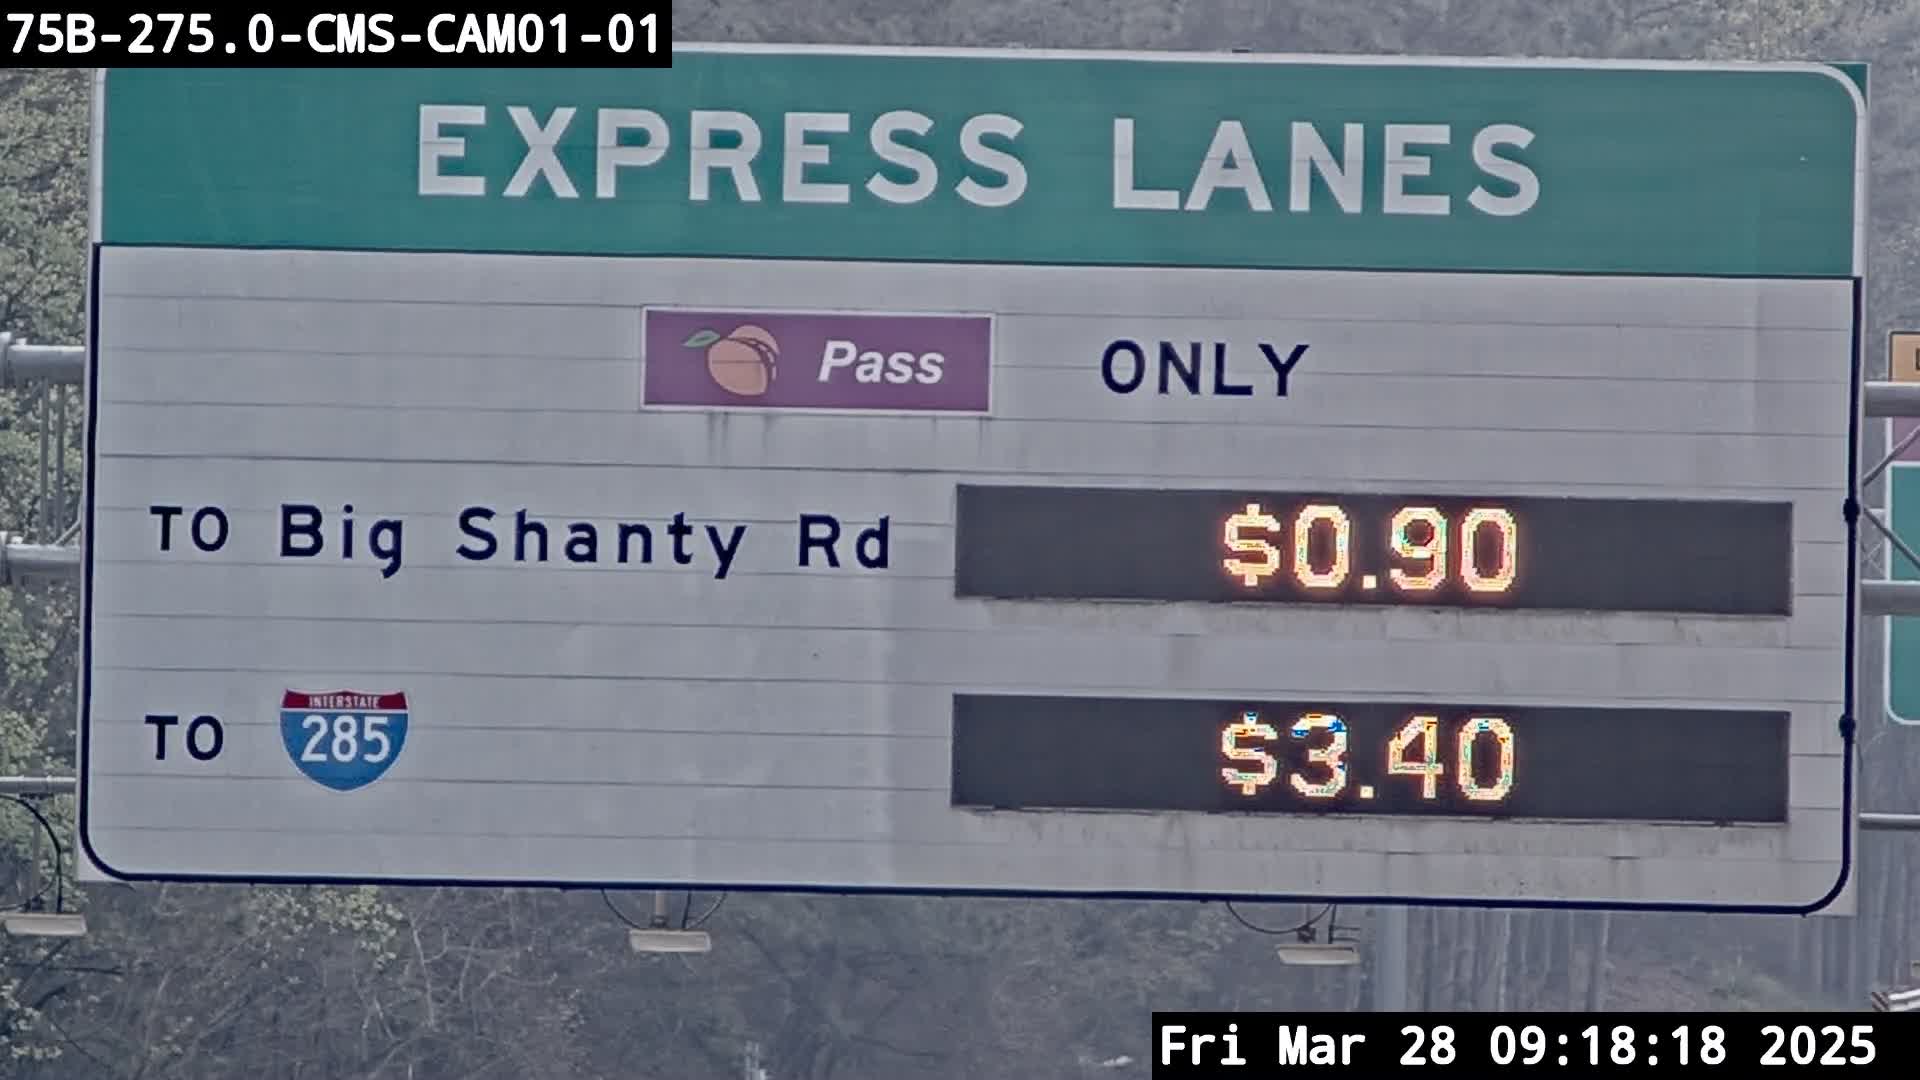 75B-275.0-CMS-CAM01-01
EXPRESS LANES
Pass ONLY
TO Big Shanty Rd $0.90
INTERSTATE
TO 285 $3.40
Fri Mar 28 09:18:18 2025